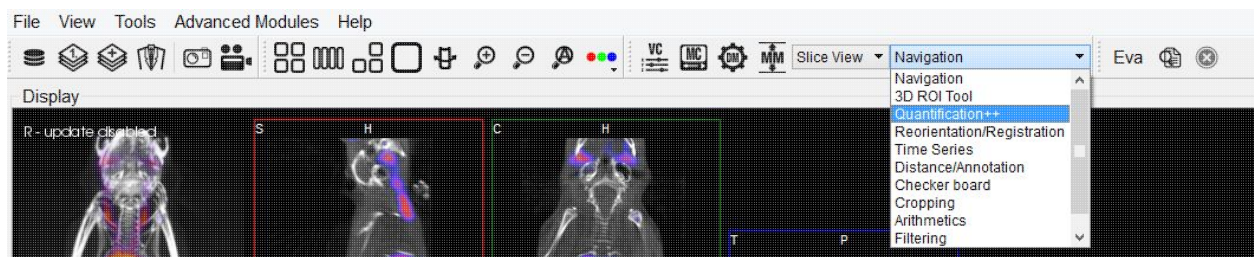 File View Tools Advanced Modules Help
1 + VC MC DM MM Slice View Navigation Eva
A
Display
Navigation
3D ROI Tool
Quantification++
Reorientation/Registration
Time Series
Distance/Annotation
Checker board
Cropping
Arithmetics
Filtering
R - update disabled S H C H
T P